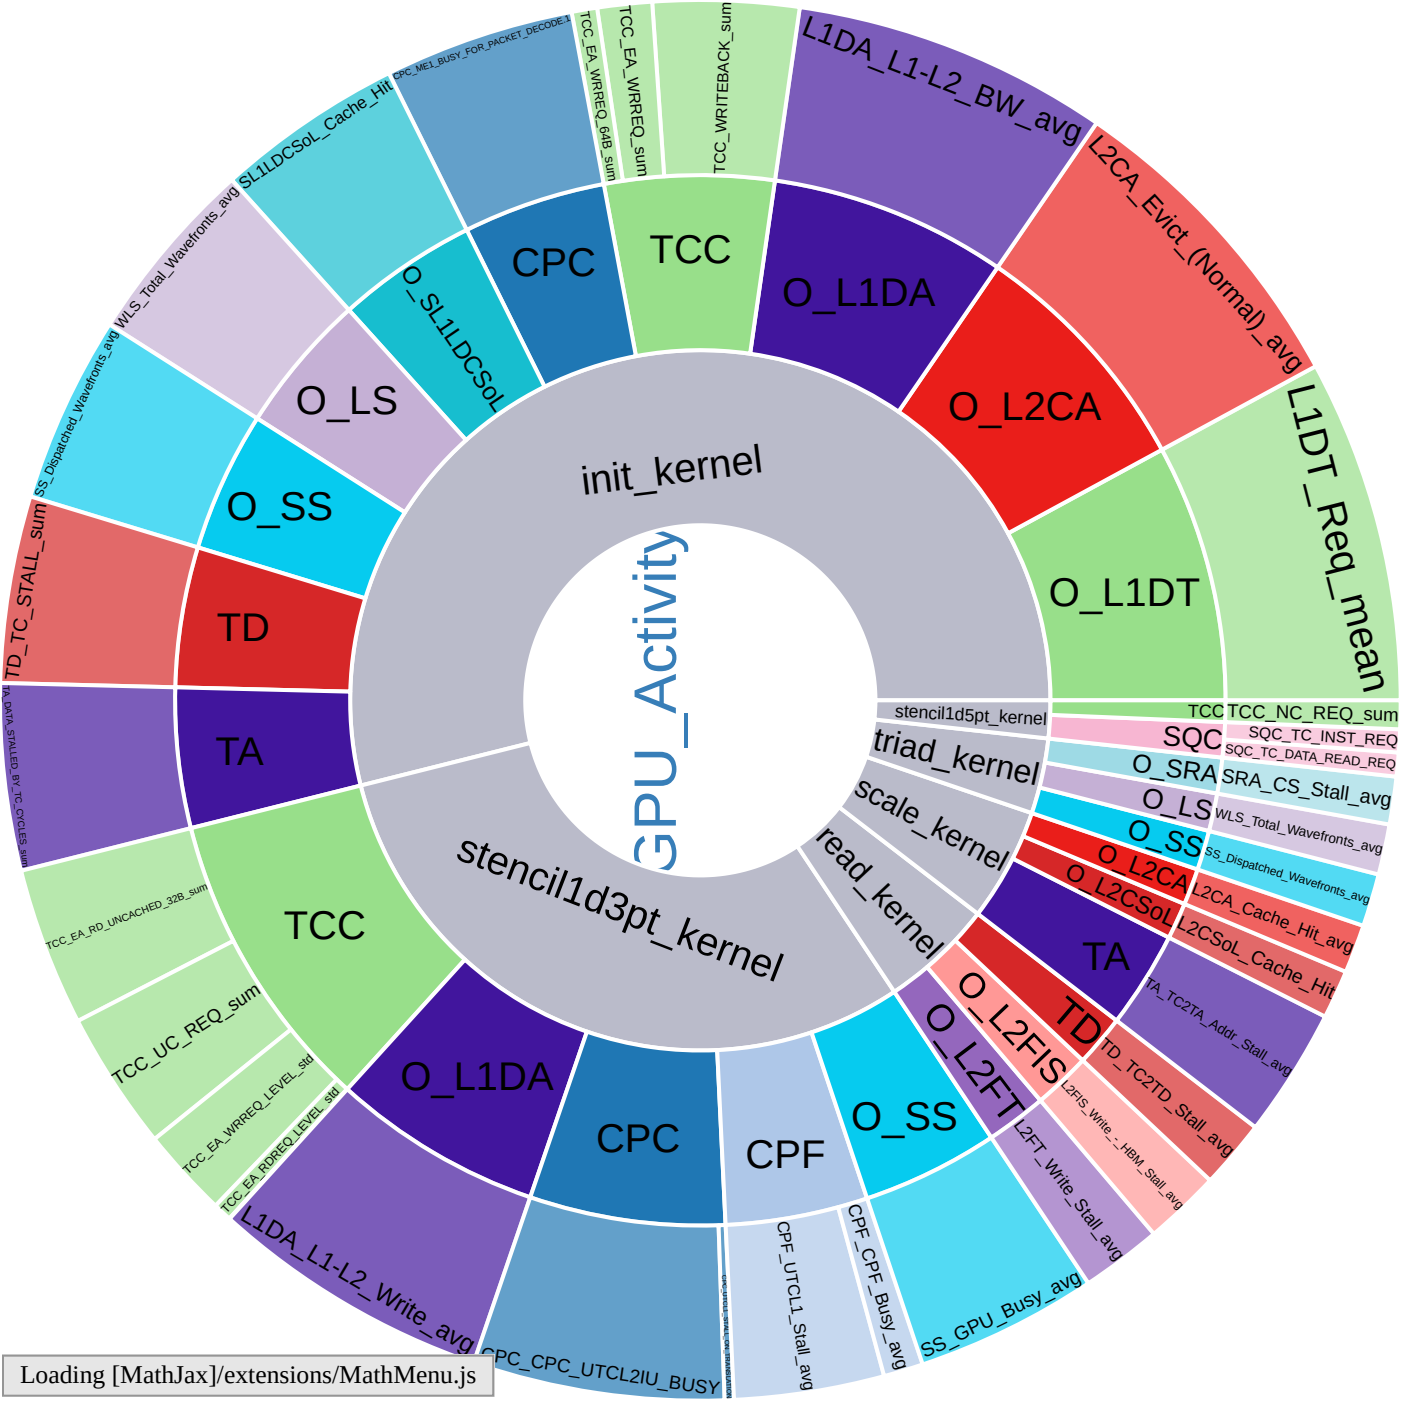 GPU_Activity
init_kernel
stencil1d3pt_kernel
read_kernel
scale_kernel
triad_kernel
stencil1d5pt_kernel
O_L1DT
L1DT_Req_mean
O_L2CA
L2CA_Evict_(Normal)_avg
O_L1DA
L1DA_L1-L2_BW_avg
TCC
TCC_WRITEBACK_sum
TCC_EA_WRREQ_sum
TCC_EA_WRREQ_64B_sum
CPC
CPC_ME1_BUSY_FOR_PACKET_DECODE.1
O_SL1LDCSoL
SL1LDCSoL_Cache_Hit
O_LS
WLS_Total_Wavefronts_avg
O_SS
SS_Dispatched_Wavefronts_avg
TD
TD_TC_STALL_sum
TA
TA_DATA_STALLED_BY_TC_CYCLES_sum
TCC
TCC_EA_RD_UNCACHED_32B_sum
TCC_UC_REQ_sum
TCC_EA_WRREQ_LEVEL_std
TCC_EA_RDREQ_LEVEL_std
O_L1DA
L1DA_L1-L2_Write_avg
CPC
CPC_CPC_UTCL2IU_BUSY
CPF
CPF_UTCL1_Stall_avg
CPF_CPF_Busy_avg
O_SS
SS_GPU_Busy_avg
O_L2FT
L2FT_Write_Stall_avg
O_L2FIS
L2FIS_Write_-_HBM_Stall_avg
TD
TD_TC2TD_Stall_avg
TA
TA_TC2TA_Addr_Stall_avg
O_L2CSoL
L2CSoL_Cache_Hit
O_L2CA
L2CA_Cache_Hit_avg
O_SS
SS_Dispatched_Wavefronts_avg
O_LS
WLS_Total_Wavefronts_avg
O_SRA
SRA_CS_Stall_avg
SQC
SQC_TC_DATA_READ_REQ
SQC_TC_INST_REQ
TCC
TCC_NC_REQ_sum
Loading [MathJax]/extensions/MathMenu.js